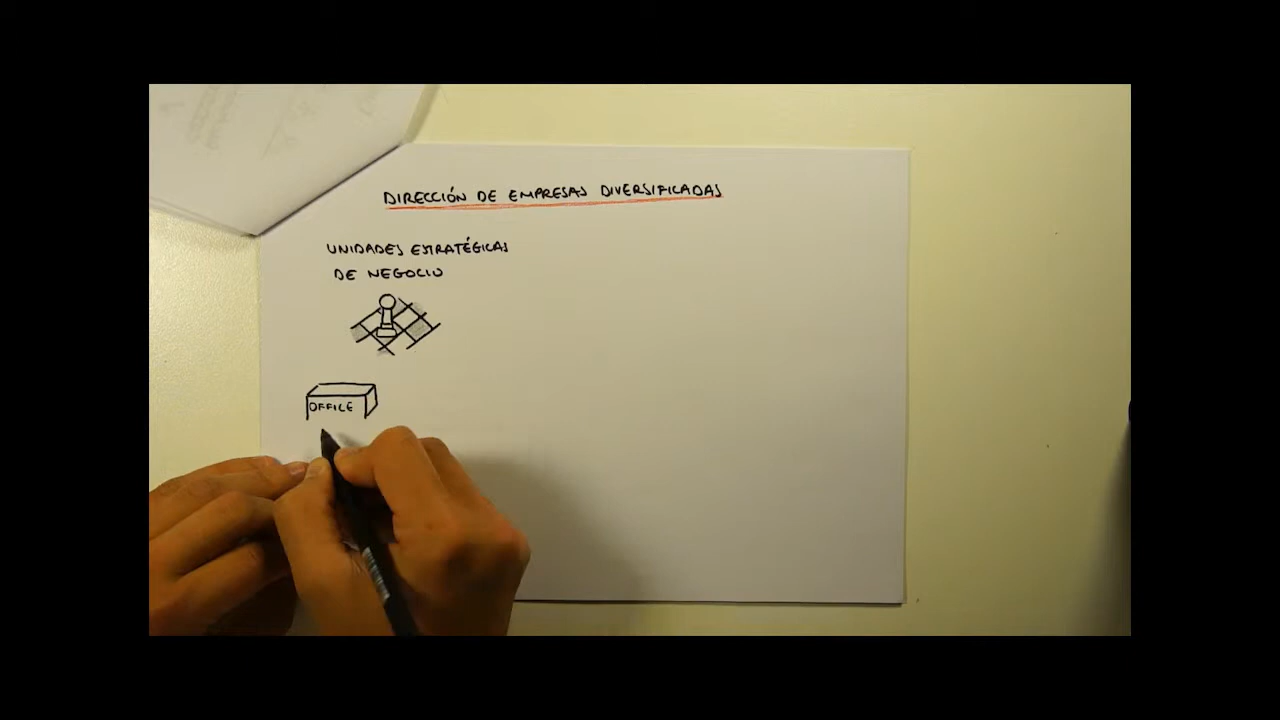 DIRECCIÓN DE EMPRESAS DIVERSIFICADAS
UNIDADES ESTRATÉGICAS
DE NEGOCIO
OFFICE